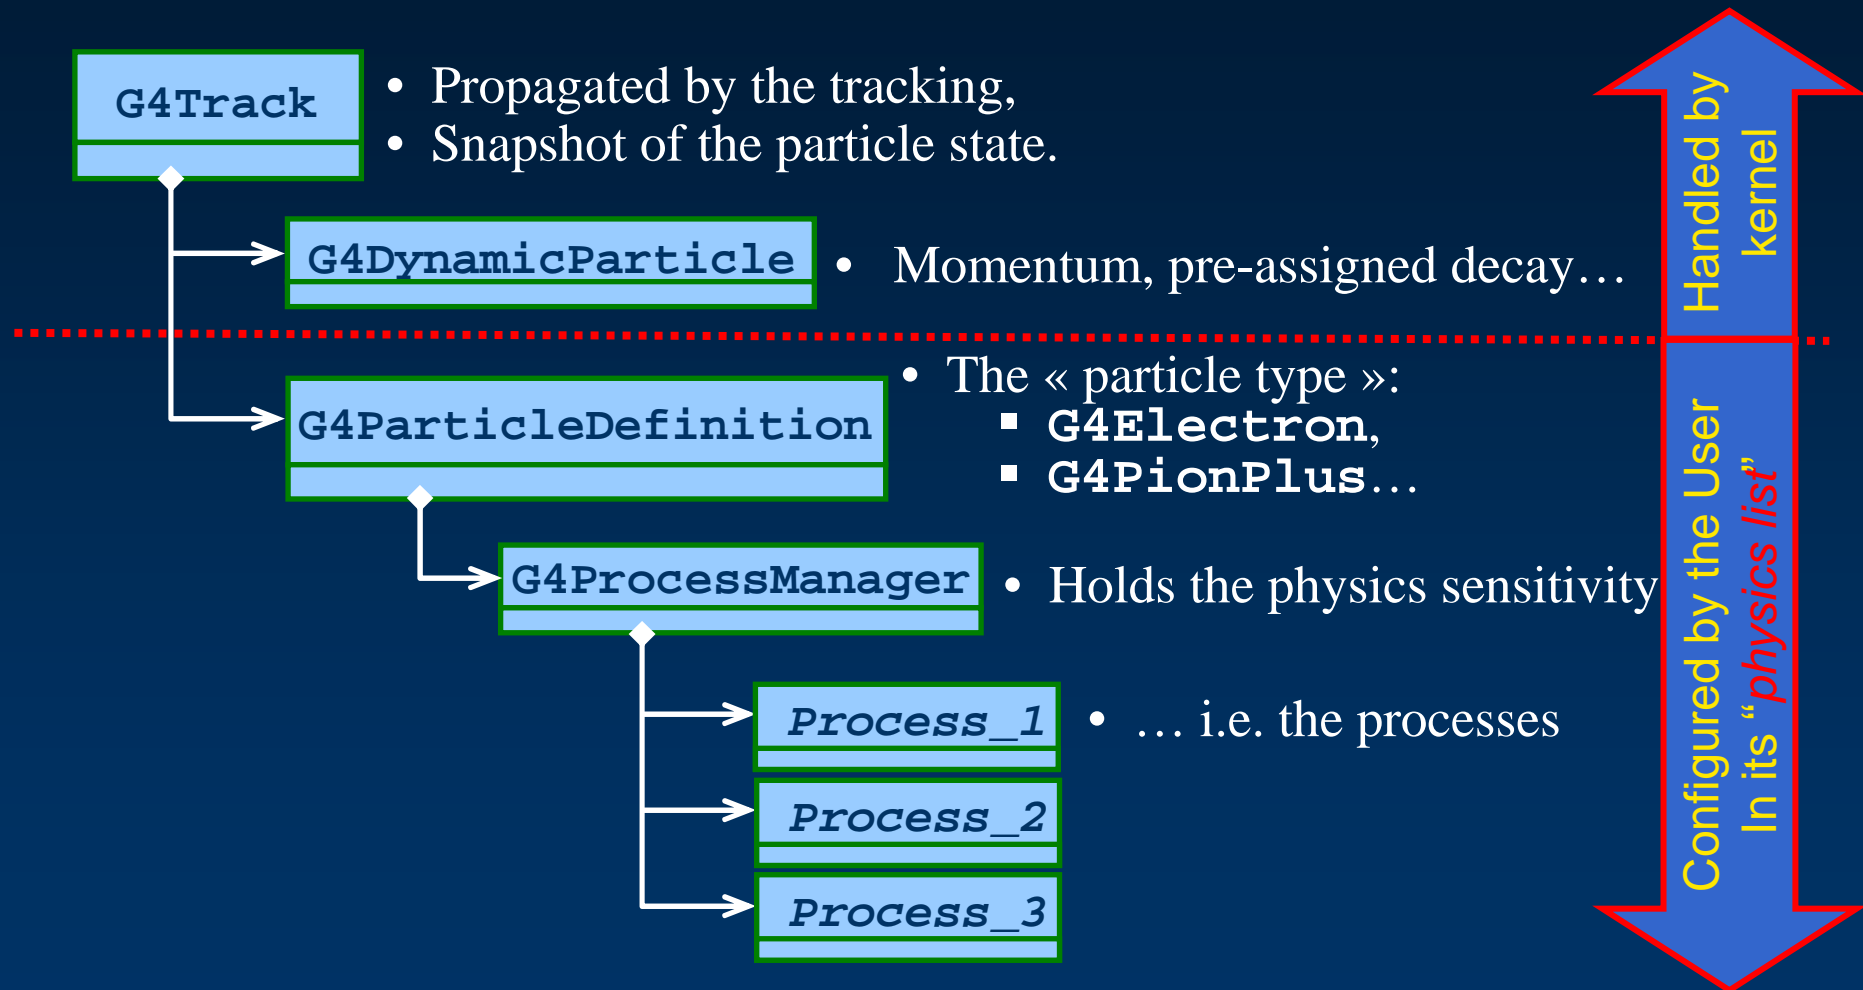 G4Track
• Propagated by the tracking,
• Snapshot of the particle state.
G4DynamicParticle
• Momentum, pre-assigned decay…
G4ParticleDefinition
• The « particle type »:
▪ G4Electron,
▪ G4PionPlus…
G4ProcessManager
• Holds the physics sensitivity
Process_1
• … i.e. the processes
Process_2
Process_3
Handled by
kernel
Configured by the User
In its “physics list”